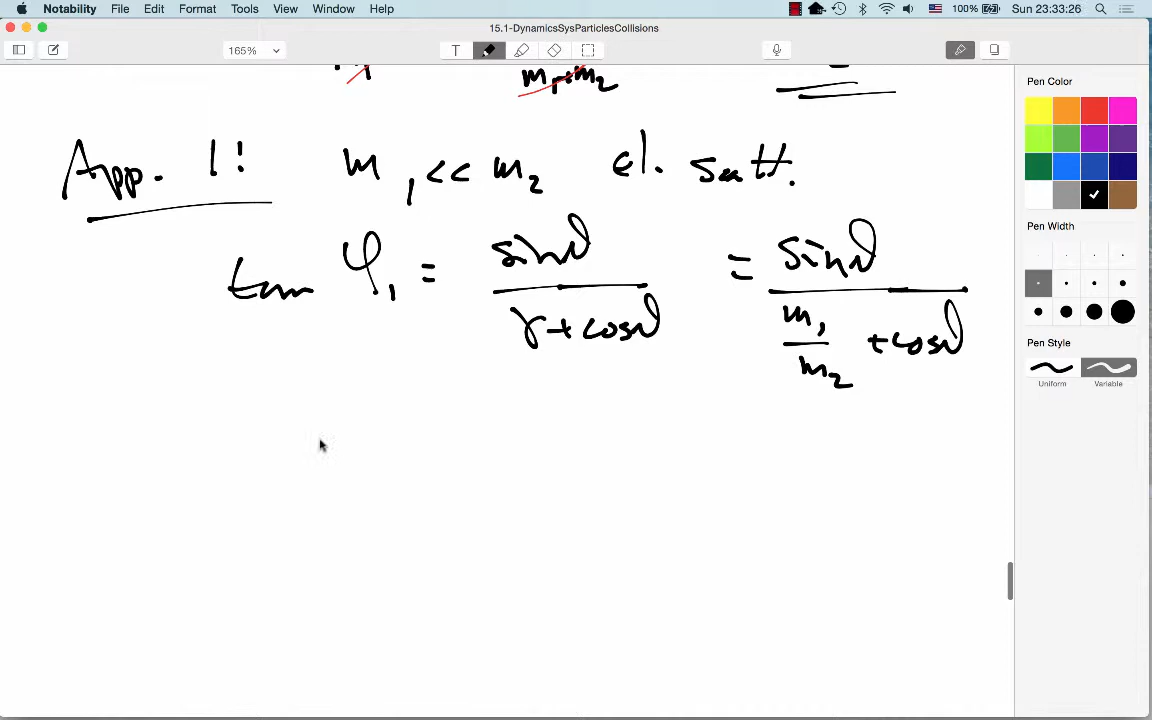 Notability File Edit Format Tools View Window Help 100% Sun 23:33:26
15.1-DynamicsSysParticlesCollisions
165% T
m₁+m₂
App. 1! m₁ << m₂ el. scatt.
tan φ₁ = sinϑ / (γ+cosϑ) = sinϑ / (m₁/m₂ + cosϑ)
Pen Color
Pen Width
Pen Style
Uniform Variable